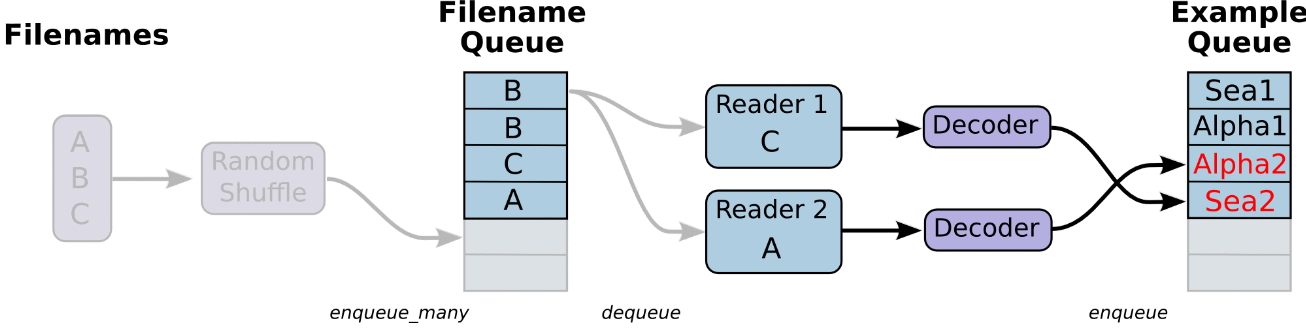 Filenames
A
B
C
Random
Shuffle
Filename
Queue
B
B
C
A
Reader 1
C
Reader 2
A
Decoder
Decoder
Example
Queue
Sea1
Alpha1
Alpha2
Sea2
enqueue_many
dequeue
enqueue